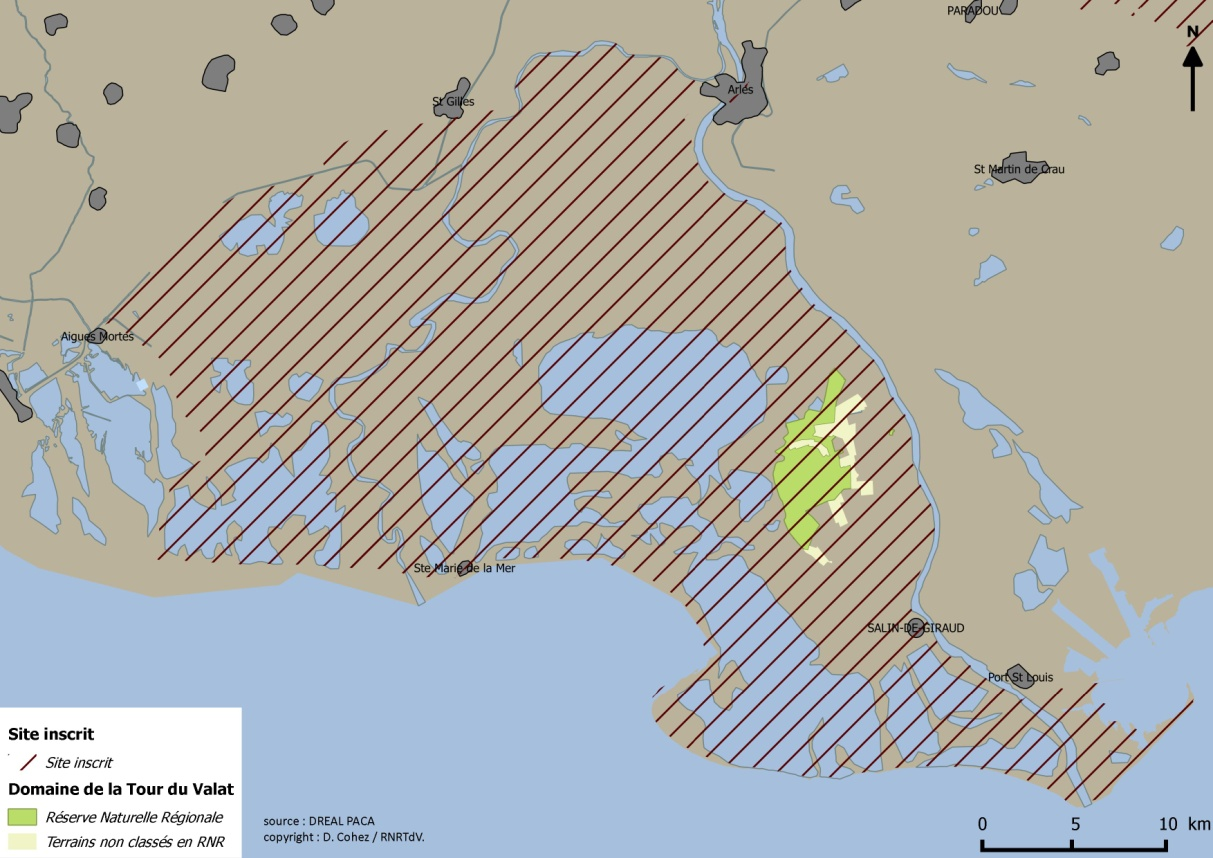 PARADOU
N
Arles
St Gilles
St Martin de Crau
Aigues Mortes
Ste Marie de la Mer
SALIN-DE-GIRAUD
Port St Louis
Site inscrit
Site inscrit
Domaine de la Tour du Valat
Réserve Naturelle Régionale
Terrains non classés en RNR
source : DREAL PACA
copyright : D. Cohez / RNRTdV.
0 5 10 km